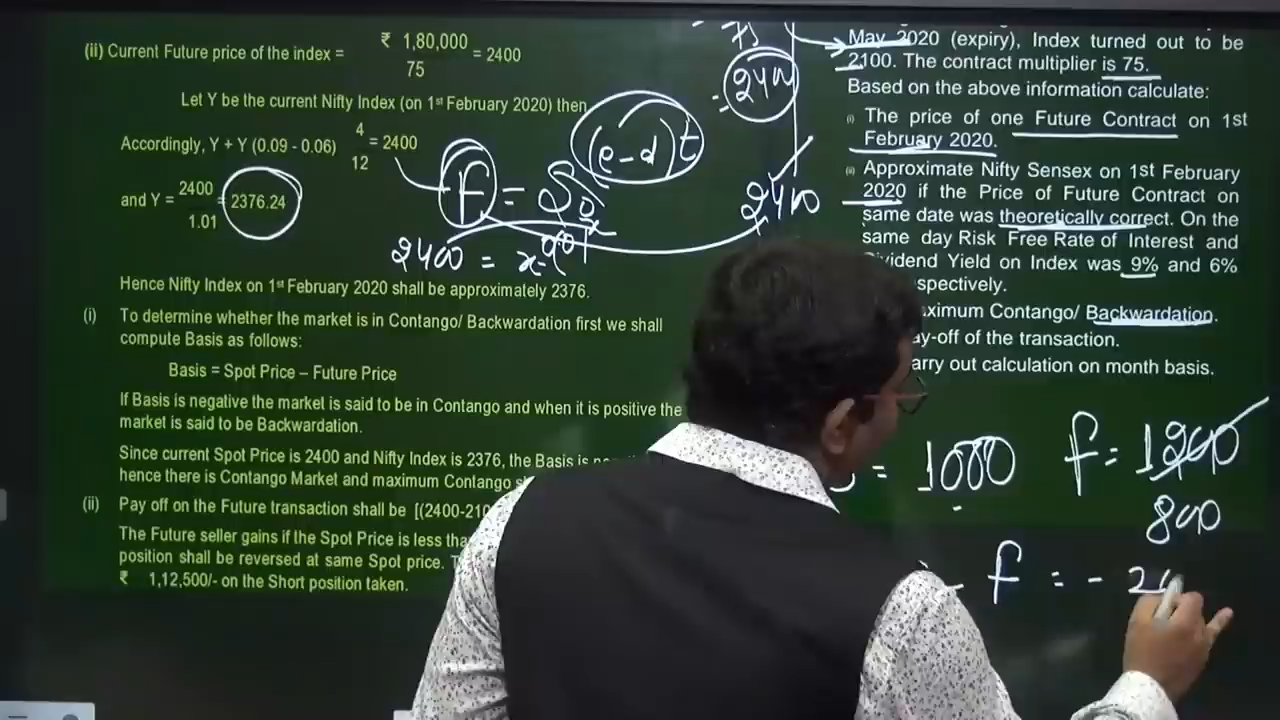 (ii) Current Future price of the index = ₹ 1,80,000 / 75 = 2400
Let Y be the current Nifty Index (on 1st February 2020) then
Accordingly, Y + Y (0.09 - 0.06) 4 / 12 = 2400
and Y = 2400 / 1.01 = 2376.24
Hence Nifty Index on 1st February 2020 shall be approximately 2376.
(i) To determine whether the market is in Contango/ Backwardation first we shall
compute Basis as follows:
Basis = Spot Price – Future Price
If Basis is negative the market is said to be in Contango and when it is positive the
market is said to be Backwardation.
Since current Spot Price is 2400 and Nifty Index is 2376, the Basis is
hence there is Contango Market and maximum Contango
(ii) Pay off on the Future transaction shall be [(2400-210
The Future seller gains if the Spot Price is less
position shall be reversed at same Spot price.
₹ 1,12,500/- on the Short position taken.
75
= 2400
2400
f =
t
2400 = x
May 2020 (expiry), Index turned out to be
2100. The contract multiplier is 75.
Based on the above information calculate:
(i) The price of one Future Contract on 1st
February 2020.
(ii) Approximate Nifty Sensex on 1st February
2020 if the Price of Future Contract on
same date was theoretically correct. On the
same day Risk Free Rate of Interest and
Dividend Yield on Index was 9% and 6%
spectively.
ximum Contango/ Backwardation.
ay-off of the transaction.
arry out calculation on month basis.
= 1000 f = 1200
800
- f = - 20